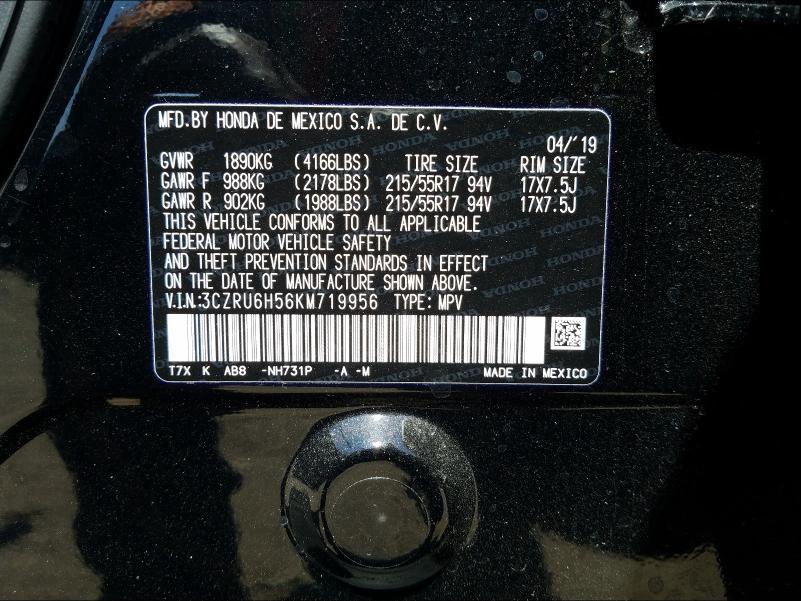 MFD.BY HONDA DE MEXICO S.A. DE C.V.
04/'19
GVWR 1890KG (4166LBS) TIRE SIZE RIM SIZE
GAWR F 988KG (2178LBS) 215/55R17 94V 17X7.5J
GAWR R 902KG (1988LBS) 215/55R17 94V 17X7.5J
THIS VEHICLE CONFORMS TO ALL APPLICABLE
FEDERAL MOTOR VEHICLE SAFETY
AND THEFT PREVENTION STANDARDS IN EFFECT
ON THE DATE OF MANUFACTURE SHOWN ABOVE.
V.I.N:3CZRU6H56KM719956 TYPE: MPV
T7X K AB8 -NH731P -A -M MADE IN MEXICO